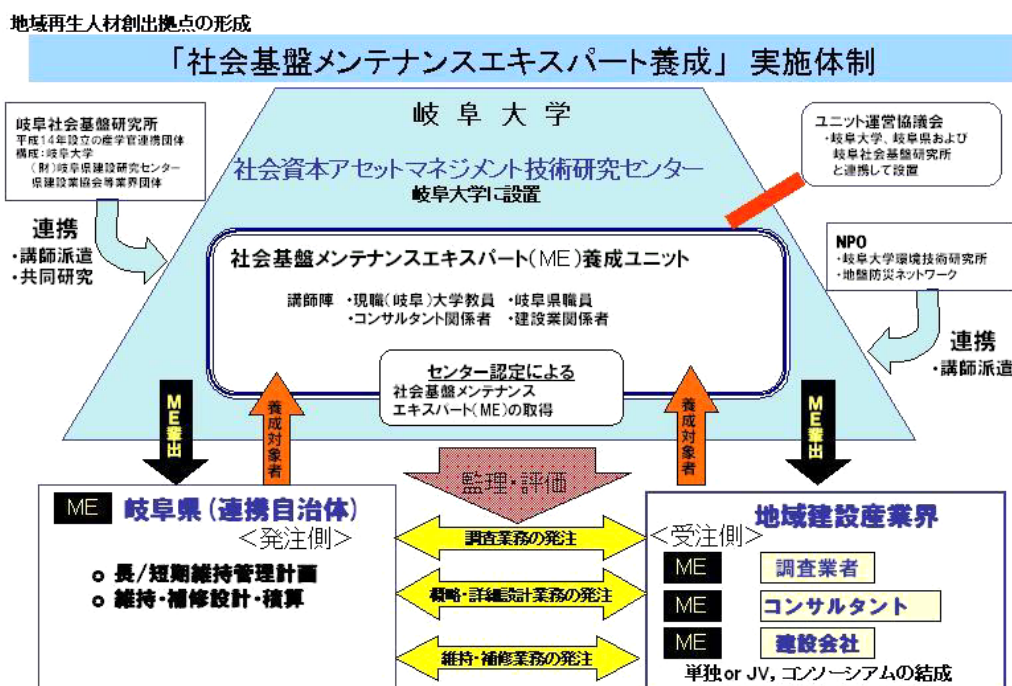 地域再生人材創出拠点の形成
「社会基盤メンテナンスエキスパート養成」 実施体制
岐阜大学
社会資本アセットマネジメント技術研究センター
岐阜大学に設置
岐阜社会基盤研究所
平成14年設立の産学官連携団体
構成：岐阜大学
（財）岐阜県建設研究センター
県建設業協会等業界団体
連携
・講師派遣
・共同研究
ユニット運営協議会
・岐阜大学、岐阜県および
岐阜社会基盤研究所
と連携して設置
NPO
・岐阜大学環境技術研究所
・地盤防災ネットワーク
連携
・講師派遣
社会基盤メンテナンスエキスパート（ME）養成ユニット
講師陣 ・現職（岐阜）大学教員 ・岐阜県職員
・コンサルタント関係者 ・建設業関係者
センター認定による
社会基盤メンテナンス
エキスパート（ME）の取得
ME輩出
養成対象者
養成対象者
ME輩出
監理・評価
ME 岐阜県（連携自治体）
＜発注側＞
o 長/短期維持管理計画
o 維持・補修設計・積算
調査業務の発注
概略・詳細設計業務の発注
維持・補修業務の発注
地域建設産業界
＜受注側＞
ME 調査業者
ME コンサルタント
ME 建設会社
単独 or JV, コンソーシアムの結成